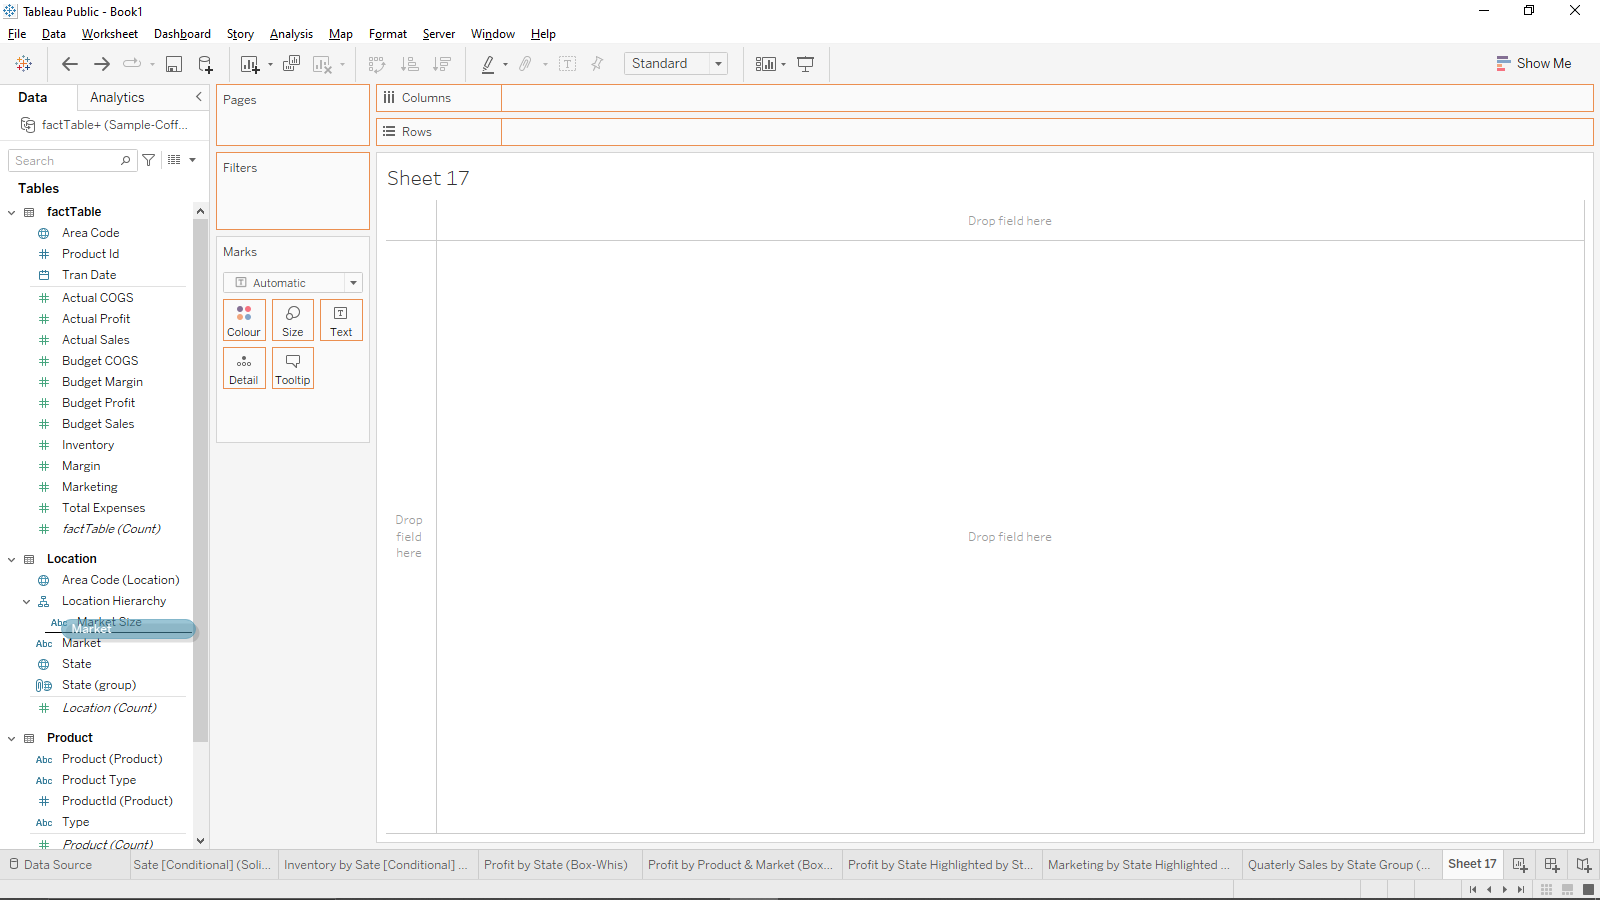 Tableau Public - Book1
File Data Worksheet Dashboard Story Analysis Map Format Server Window Help
Standard
Show Me
Data Analytics
factTable+ (Sample-Coff...
Search
Tables
factTable
Area Code
Product Id
Tran Date
Actual COGS
Actual Profit
Actual Sales
Budget COGS
Budget Margin
Budget Profit
Budget Sales
Inventory
Margin
Marketing
Total Expenses
factTable (Count)
Location
Area Code (Location)
Location Hierarchy
Abc Market Size
Market
Abc Market
State
State (group)
Location (Count)
Product
Abc Product (Product)
Abc Product Type
ProductId (Product)
Abc Type
Product (Count)
Pages
Filters
Marks
Automatic
Colour Size Text
Detail Tooltip
Columns
Rows
Sheet 17
Drop field here
Drop
field
here
Drop field here
Data Source Sate [Conditional] (Soli... Inventory by Sate [Conditional] ... Profit by State (Box-Whis) Profit by Product & Market (Box... Profit by State Highlighted by St... Marketing by State Highlighted ... Quaterly Sales by State Group (... Sheet 17